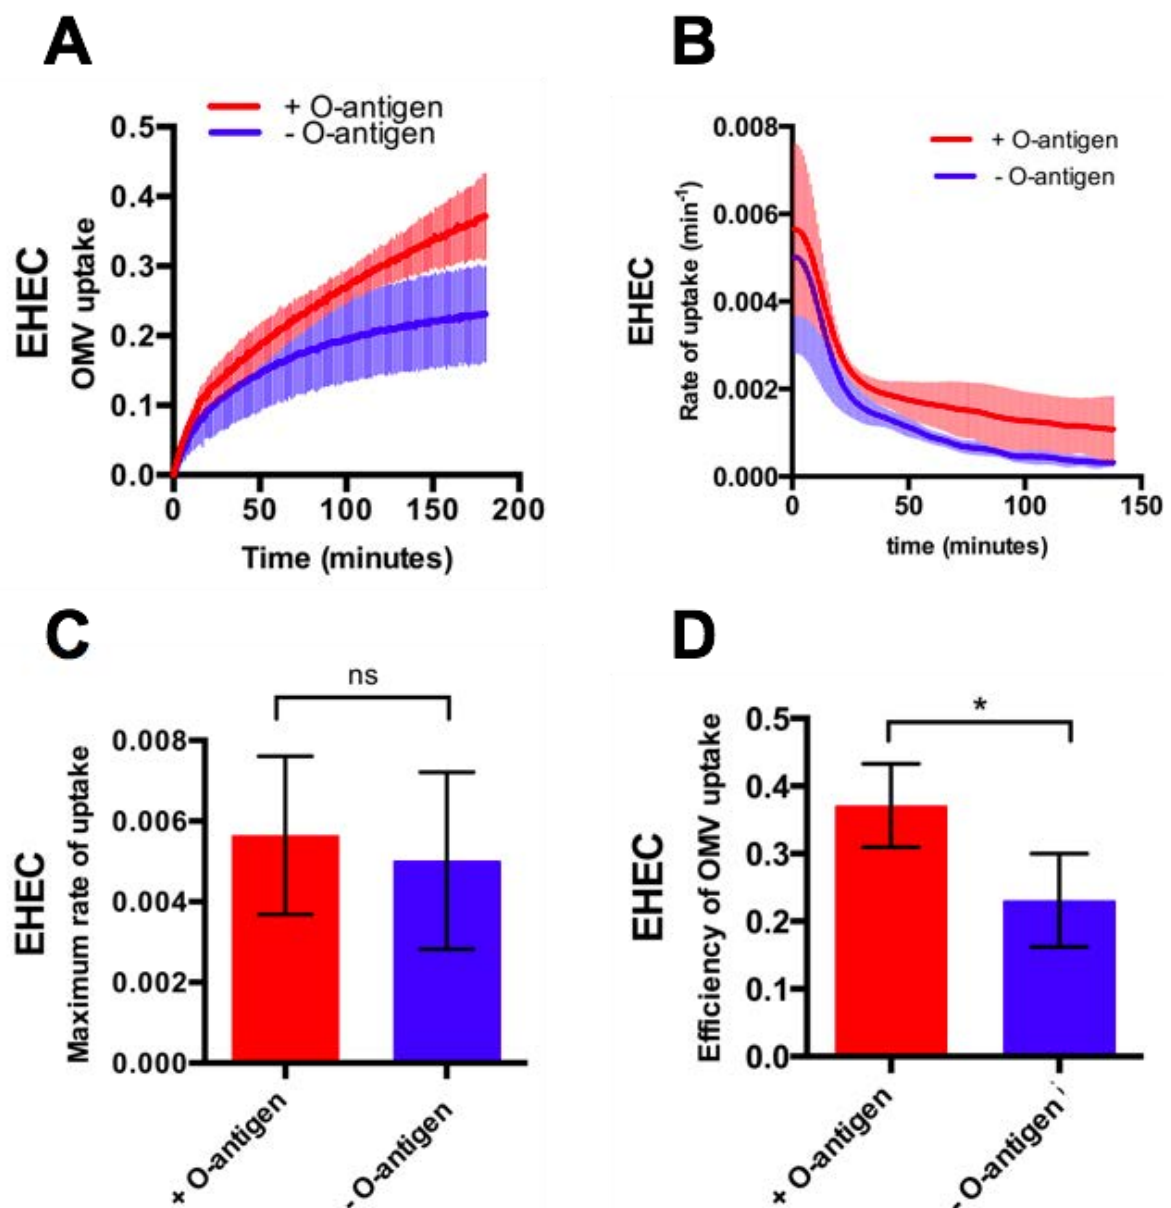 A
+ O-antigen
- O-antigen
EHEC
OMV uptake
0.5
0.4
0.3
0.2
0.1
0.0
0 50 100 150 200
Time (minutes)
B
+ O-antigen
- O-antigen
EHEC
Rate of uptake (min⁻¹)
0.008
0.006
0.004
0.002
0.000
0 50 100 150
time (minutes)
C
ns
EHEC
Maximum rate of uptake
0.008
0.006
0.004
0.002
0.000
+ O-antigen
- O-antigen
D
*
EHEC
Efficiency of OMV uptake
0.5
0.4
0.3
0.2
0.1
0.0
+ O-antigen
- O-antigen